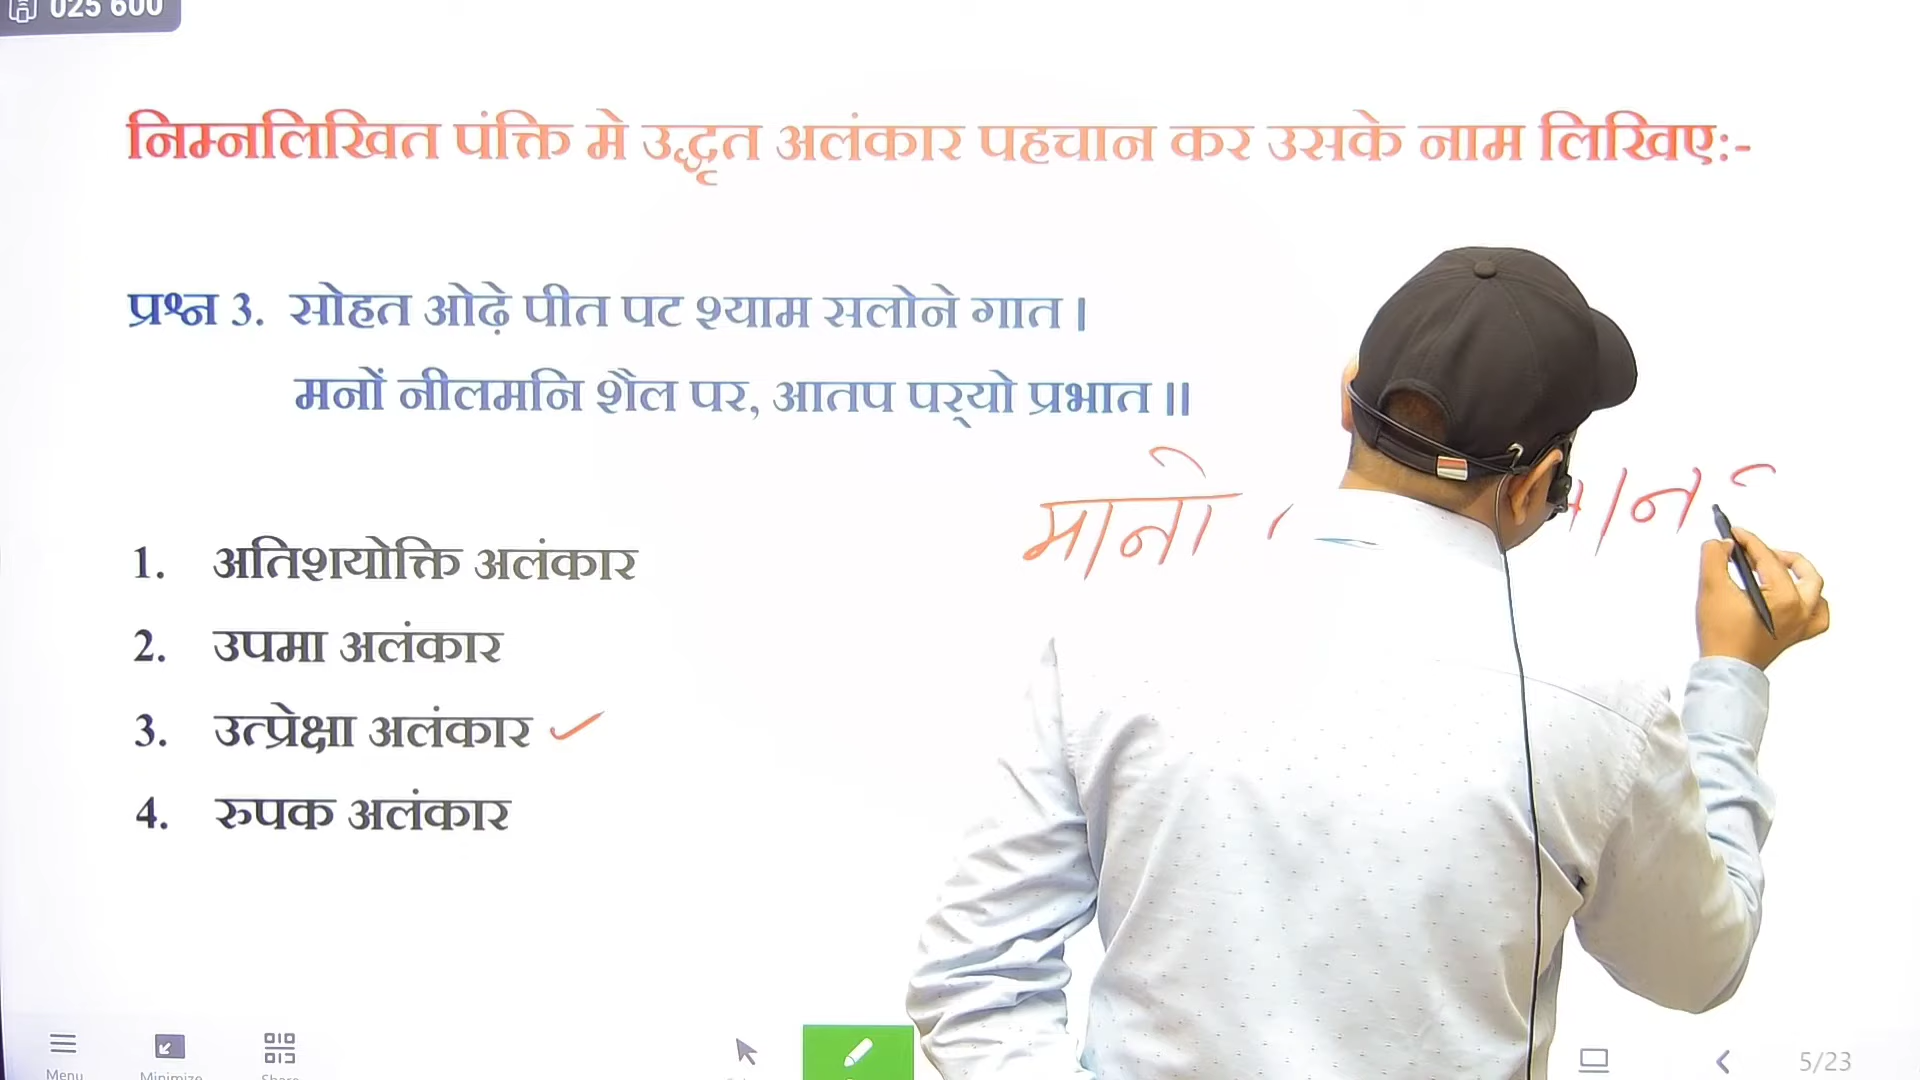 025 600
निम्नलिखित पंक्ति मे उद्धृत अलंकार पहचान कर उसके नाम लिखिए:-
प्रश्न 3. सोहत ओढ़े पीत पट श्याम सलोने गात।
मनों नीलमनि शैल पर, आतप पर्‌यो प्रभात॥
मानो
1. अतिशयोक्ति अलंकार
2. उपमा अलंकार
3. उत्प्रेक्षा अलंकार
4. रुपक अलंकार
Menu Minimize Share
5/23